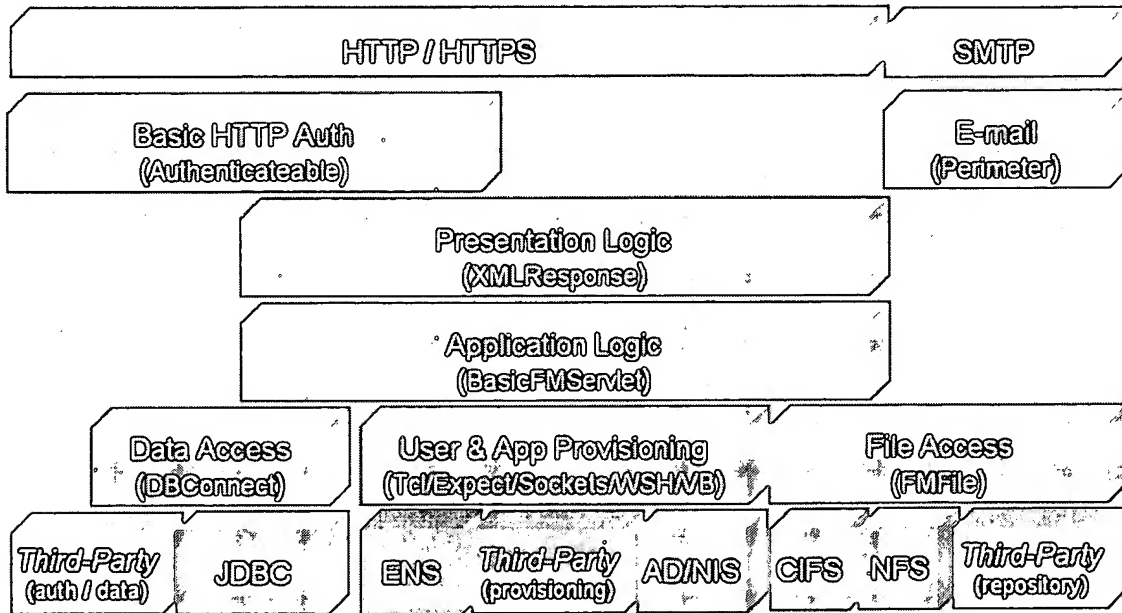 HTTP / HTTPS
SMTP
Basic HTTP Auth
(Authenticateable)
E-mail
(Perimeter)
Presentation Logic
(XMLResponse)
Application Logic
(BasicFMServlet)
Data Access
(DBConnect)
User & App Provisioning
(Tcl/Expect/Sockets/WSH/VB)
File Access
(FMFile)
Third-Party
(auth / data)
JDBC
ENS
Third-Party
(provisioning)
AD/NIS
CIFS
NFS
Third-Party
(repository)